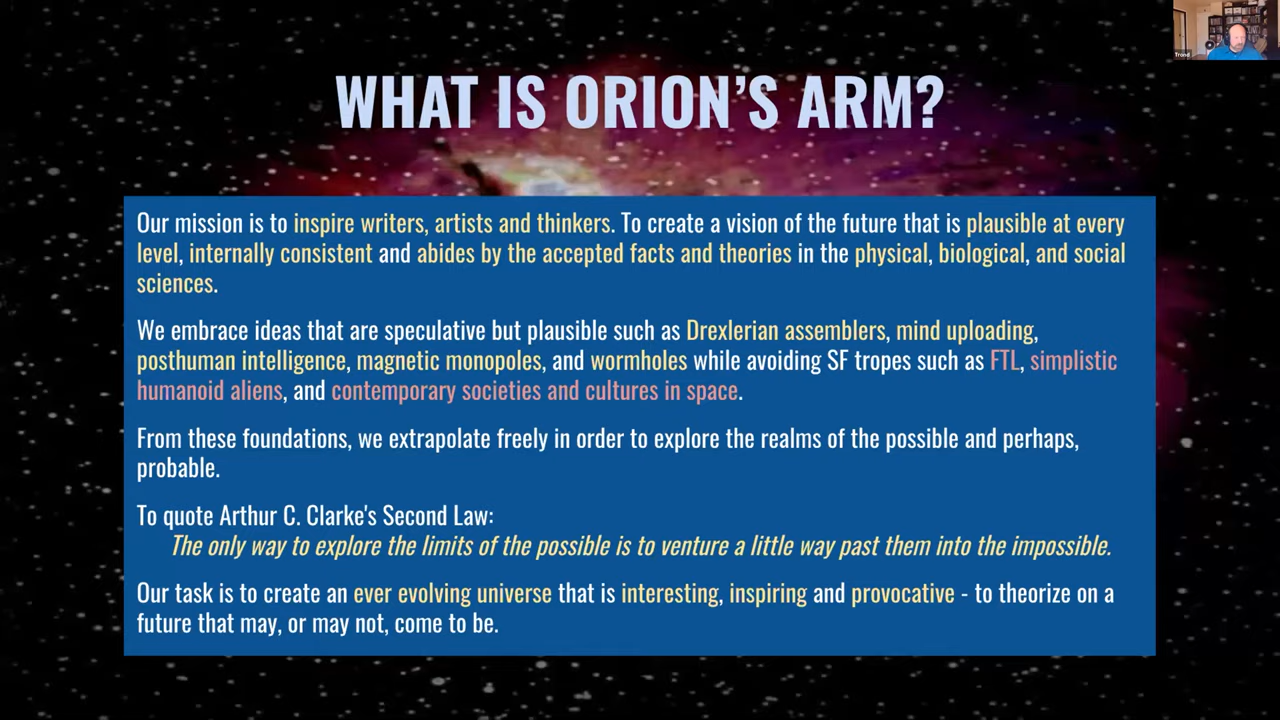 Trond
WHAT IS ORION'S ARM?
Our mission is to inspire writers, artists and thinkers. To create a vision of the future that is plausible at every
level, internally consistent and abides by the accepted facts and theories in the physical, biological, and social
sciences.
We embrace ideas that are speculative but plausible such as Drexlerian assemblers, mind uploading,
posthuman intelligence, magnetic monopoles, and wormholes while avoiding SF tropes such as FTL, simplistic
humanoid aliens, and contemporary societies and cultures in space.
From these foundations, we extrapolate freely in order to explore the realms of the possible and perhaps,
probable.
To quote Arthur C. Clarke's Second Law:
The only way to explore the limits of the possible is to venture a little way past them into the impossible.
Our task is to create an ever evolving universe that is interesting, inspiring and provocative - to theorize on a
future that may, or may not, come to be.